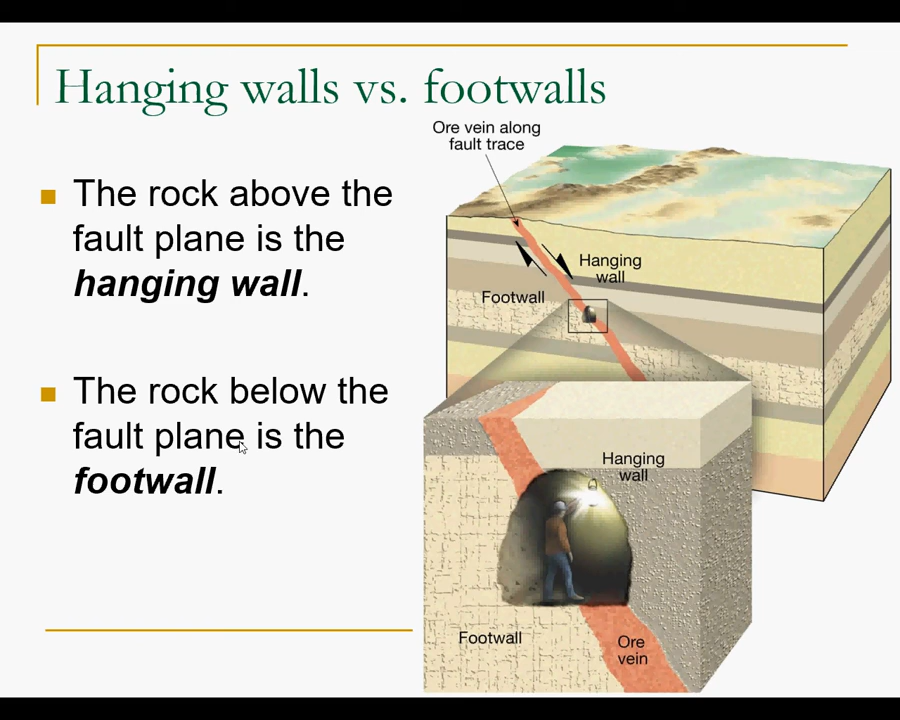 Hanging walls vs. footwalls
The rock above the
fault plane is the
hanging wall.
The rock below the
fault plane is the
footwall.
Ore vein along
fault trace
Hanging
wall
Footwall
Hanging
wall
Footwall
Ore
vein